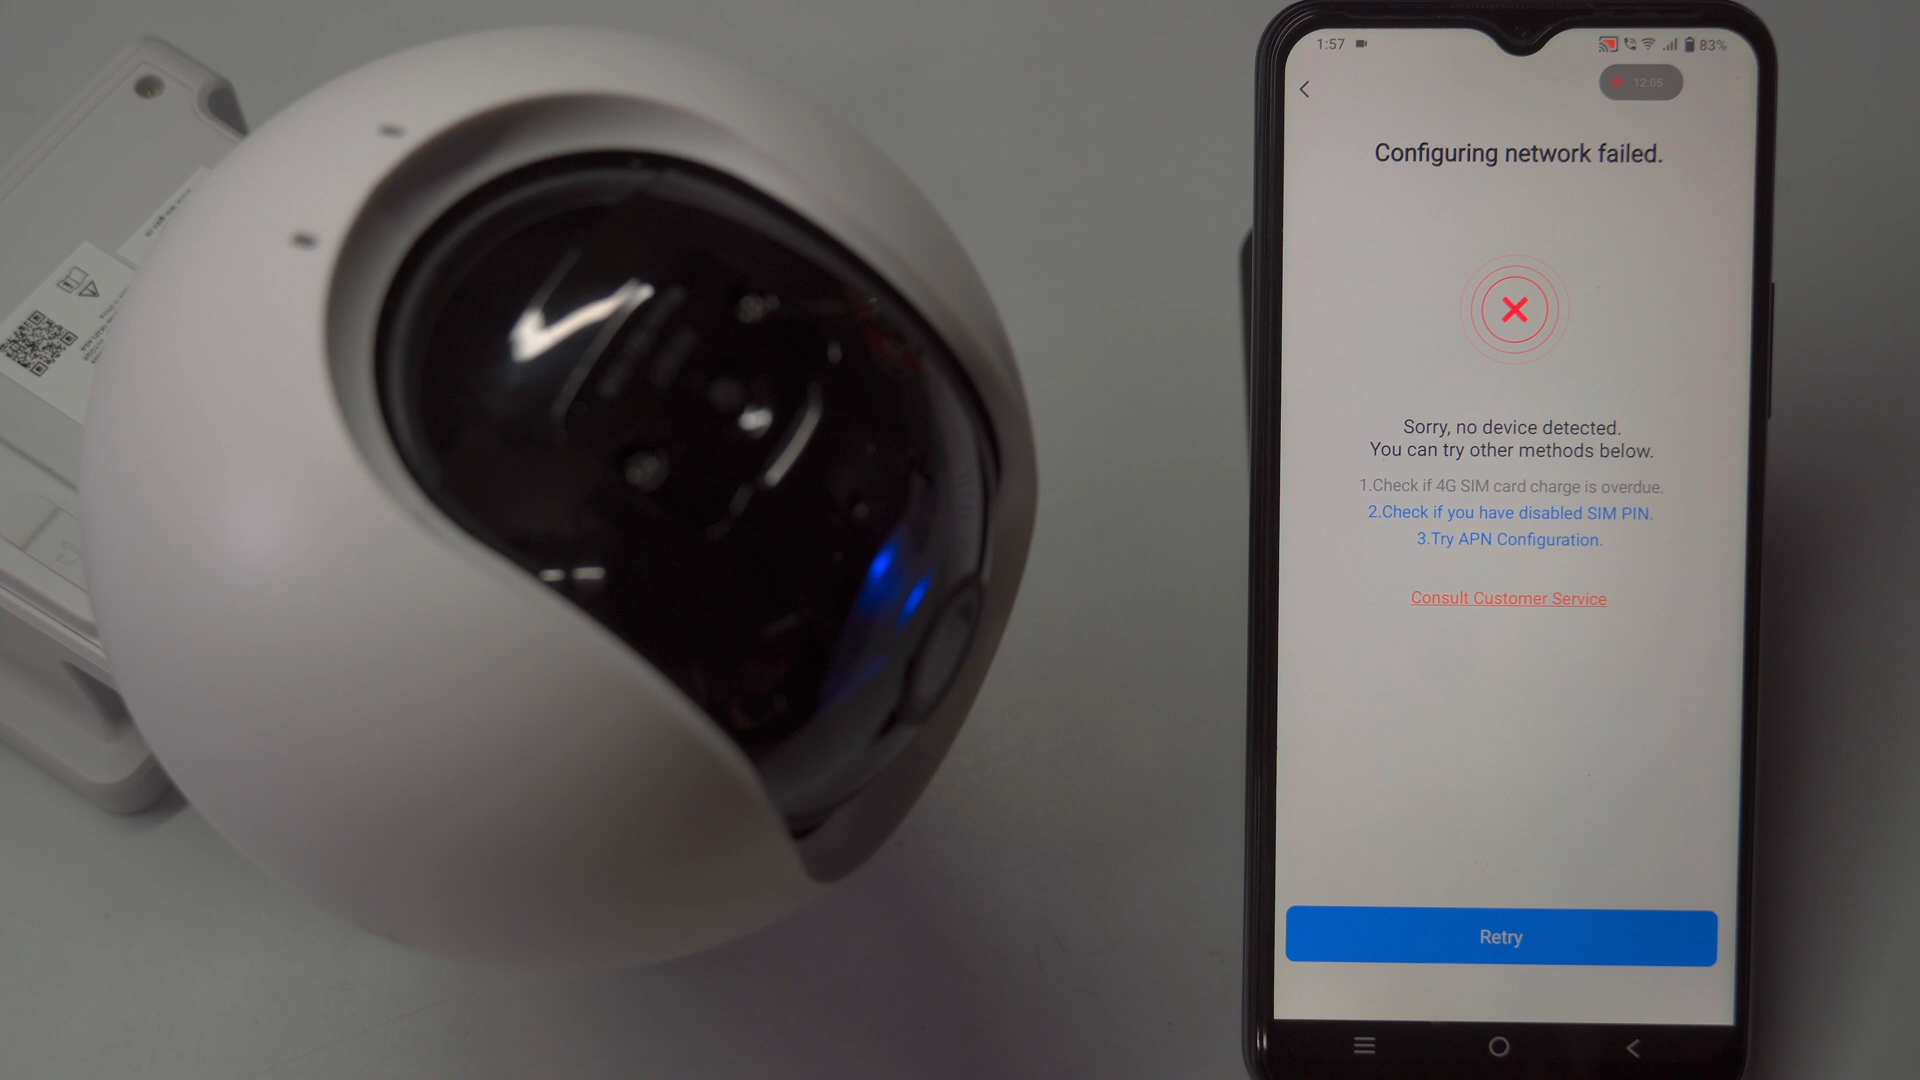 1:57
83%
12:05
Configuring network failed.
Sorry, no device detected.
You can try other methods below.
1.Check if 4G SIM card charge is overdue.
2.Check if you have disabled SIM PIN.
3.Try APN Configuration.
Consult Customer Service
Retry